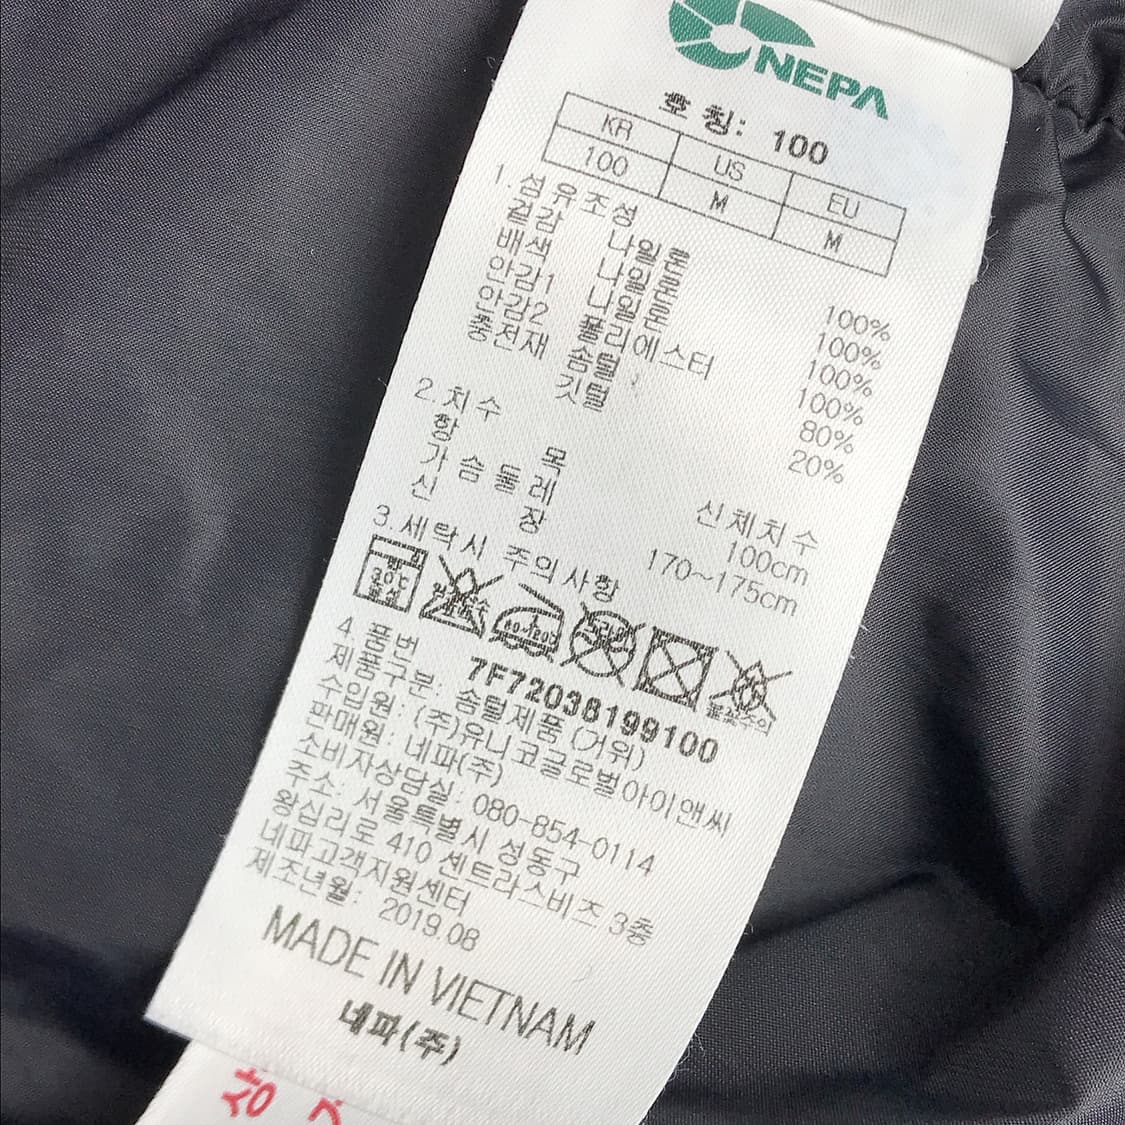 NEPA
호 칭: 100
KR US EU
100 M M
1.섬유조성
겉감 나일론 100%
배색 나일론 100%
안감1 나일론 100%
안감2 폴리에스터 100%
충전재 솜털 80%
깃털 20%
2.치수
항 목 신체치수
가슴둘레 100cm
신 장 170~175cm
3.세탁시 주의사항
30℃
80~120℃
4.품번 7F72038199100
제품구분: 솜털제품 (거위)
수입원: (주)유니코글로벌아이앤씨
판매원: 네파(주)
소비자상담실: 080-854-0114
주소: 서울특별시 성동구
왕십리로 410 센트라스비즈 3층
네파고객지원센터
제조년월: 2019.08
MADE IN VIETNAM
네파(주)